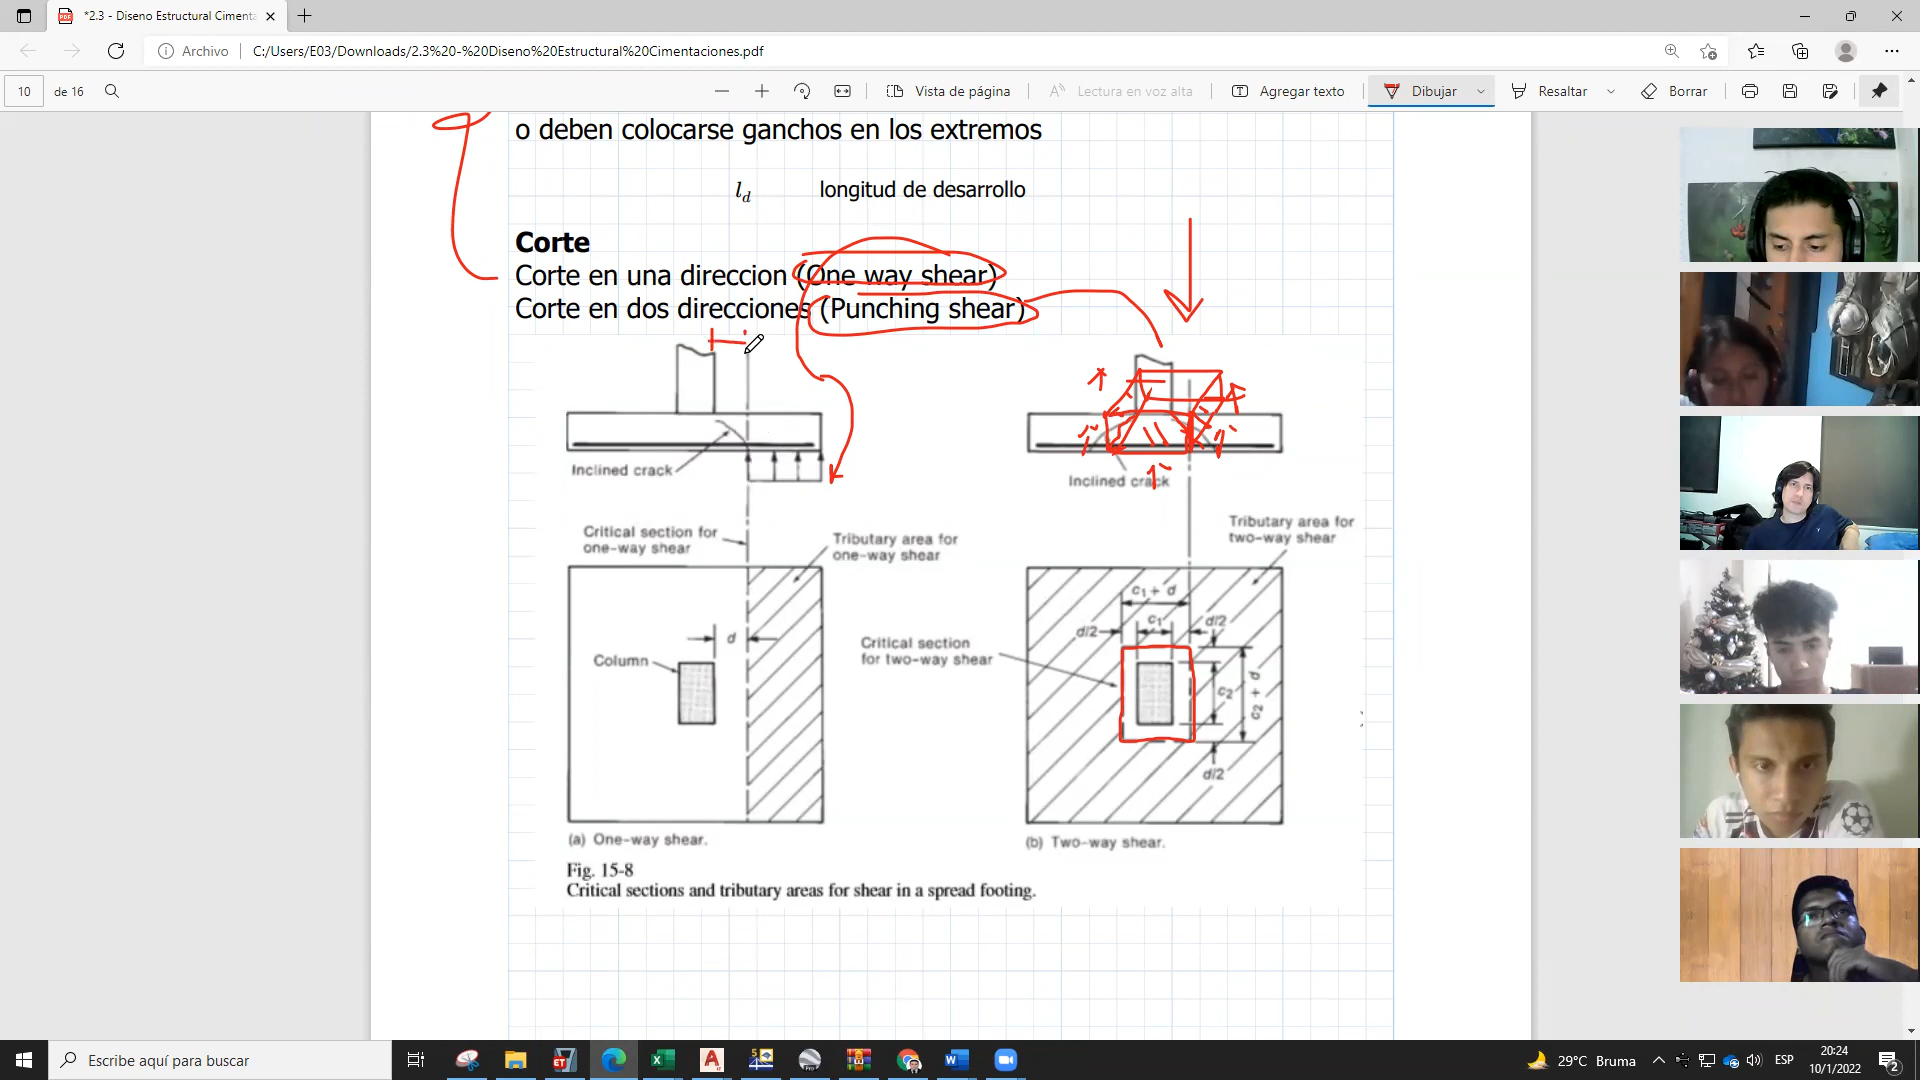 *2.3 - Diseno Estructural Cimenta
Archivo
C:/Users/E03/Downloads/2.3%20-%20Diseno%20Estructural%20Cimentaciones.pdf
10
de 16
Vista de página
Lectura en voz alta
Agregar texto
Dibujar
Resaltar
Borrar
o deben colocarse ganchos en los extremos
ld longitud de desarrollo
Corte
Corte en una direccion (One way shear)
Corte en dos direcciones (Punching shear)
Inclined crack
Inclined crack
Critical section for
one-way shear
Tributary area for
one-way shear
Tributary area for
two-way shear
d
Column
Critical section
for two-way shear
c1 + d
c1
d/2
d/2
c2
c2 + d
d/2
(a) One-way shear.
(b) Two-way shear.
Fig. 15-8
Critical sections and tributary areas for shear in a spread footing.
Escribe aquí para buscar
29°C Bruma
ESP
20:24
10/1/2022
2